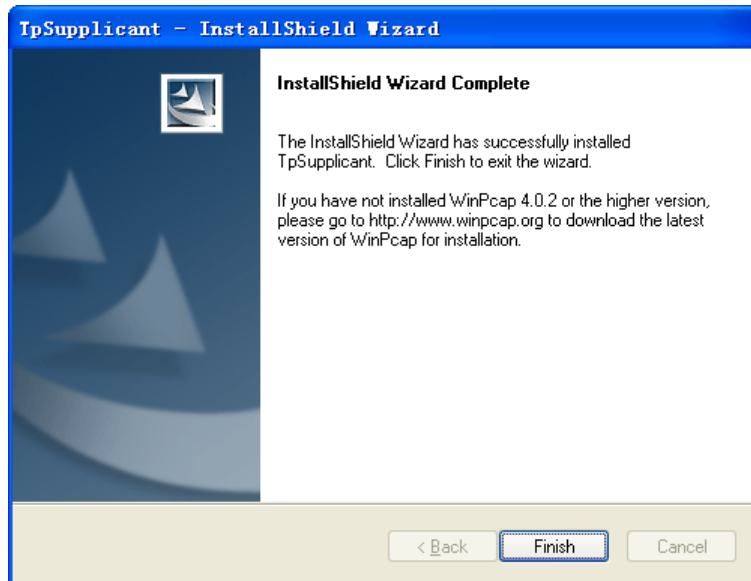 TpSupplicant - InstallShield Wizard
InstallShield Wizard Complete
The InstallShield Wizard has successfully installed
TpSupplicant. Click Finish to exit the wizard.
If you have not installed WinPcap 4.0.2 or the higher version,
please go to http://www.winpcap.org to download the latest
version of WinPcap for installation.
< Back
Finish
Cancel